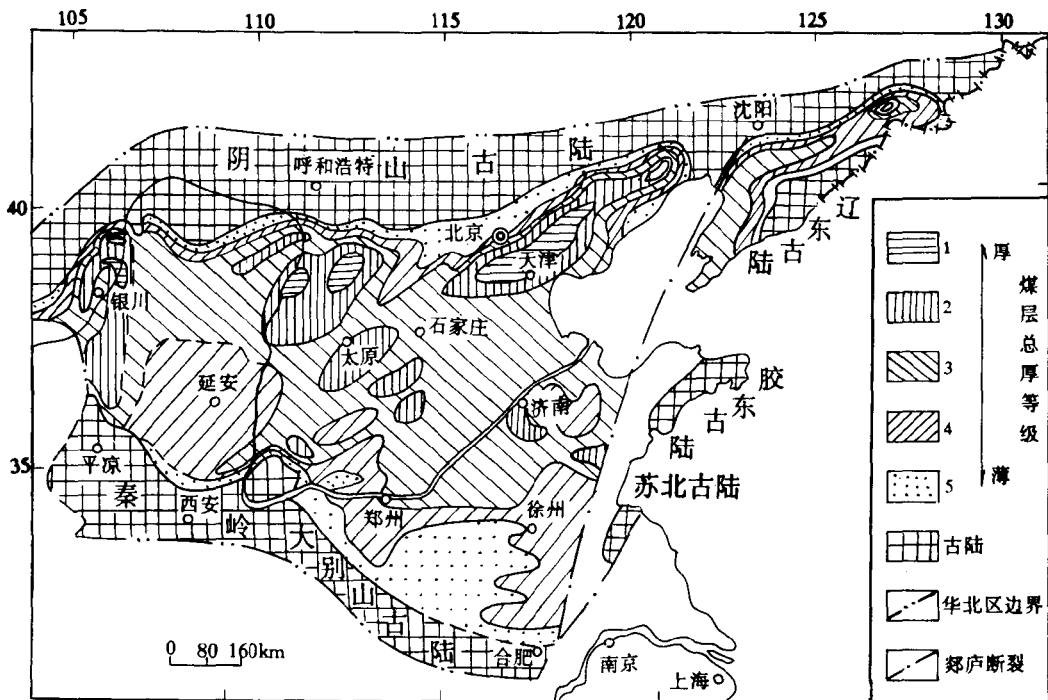 105 110 115 120 125 130
40
35
阴山古陆
呼和浩特
沈阳
北京
天津
银川
石家庄
太原
延安
济南
平凉
西安
郑州
徐州
合肥
南京
上海
辽东古陆
胶东古陆
苏北古陆
秦岭大别山古陆
0 80 160km
1
2
3
4
5
厚
煤层总厚等级
薄
古陆
华北区边界
郯庐断裂